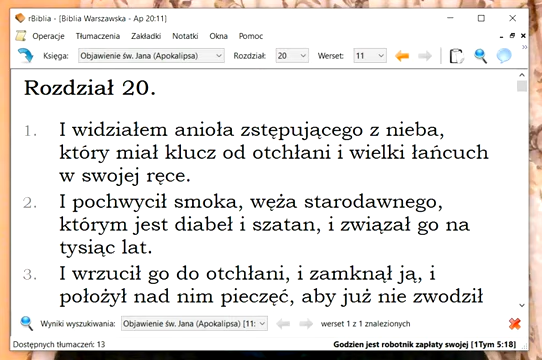 rBiblia - [Biblia Warszawska - Ap 20:11]
Operacje Tłumaczenia Zakładki Notatki Okna Pomoc
Księga: Objawienie św. Jana (Apokalipsa) Rozdział: 20 Werset: 11
Rozdział 20.
1. I widziałem anioła zstępującego z nieba,
który miał klucz od otchłani i wielki łańcuch
w swojej ręce.
2. I pochwycił smoka, węża starodawnego,
którym jest diabeł i szatan, i związał go na
tysiąc lat.
3. I wrzucił go do otchłani, i zamknął ją, i
położył nad nim pieczęć, aby już nie zwodził
Wyniki wyszukiwania: Objawienie św. Jana (Apokalipsa) [11: werset 1 z 1 znalezionych
Dostępnych tłumaczeń: 13 Godzien jest robotnik zapłaty swojej [1Tym 5:18]